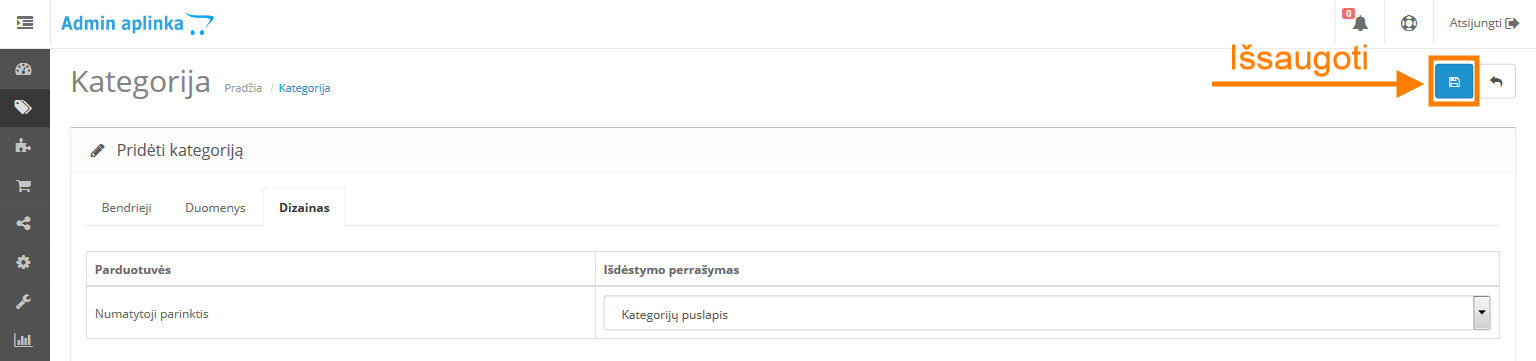 Admin aplinka
0
Atsijungti
Išsaugoti
Kategorija Pradžia / Kategorija
Pridėti kategoriją
Bendrieji Duomenys Dizainas
Parduotuvės Išdėstymo perrašymas
Numatytoji parinktis Kategorijų puslapis